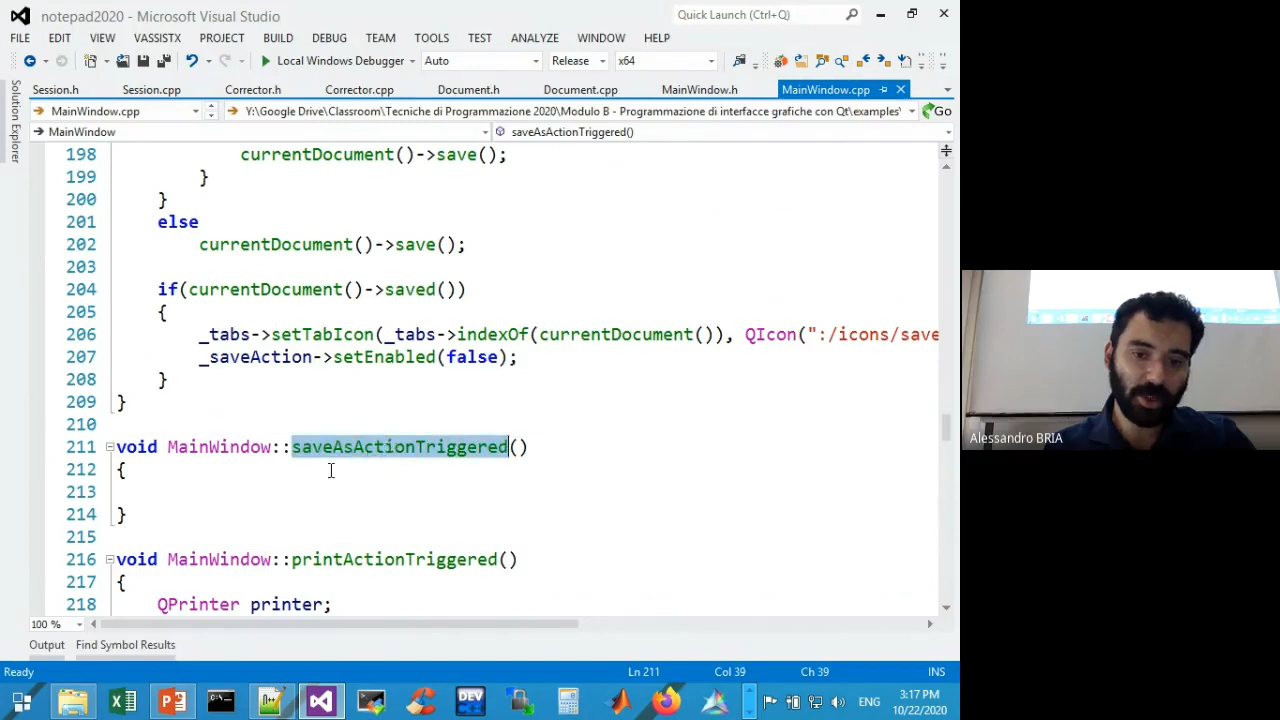 notepad2020 - Microsoft Visual Studio
Quick Launch (Ctrl+Q)
FILE EDIT VIEW VASSISTX PROJECT BUILD DEBUG TEAM TOOLS TEST ANALYZE WINDOW HELP
Local Windows Debugger Auto Release x64
Session.h Session.cpp Corrector.h Corrector.cpp Document.h Document.cpp MainWindow.h MainWindow.cpp
MainWindow.cpp Y:\Google Drive\Classroom\Tecniche di Programmazione 2020\Modulo B - Programmazione di interfacce grafiche con Qt\examples\ Go
MainWindow saveAsActionTriggered()
Solution Explorer
198 currentDocument()->save();
199 }
200 }
201 else
202 currentDocument()->save();
203
204 if(currentDocument()->saved())
205 {
206 _tabs->setTabIcon(_tabs->indexOf(currentDocument()), QIcon(":/icons/save
207 _saveAction->setEnabled(false);
208 }
209 }
210
211 void MainWindow::saveAsActionTriggered()
212 {
213
214 }
215
216 void MainWindow::printActionTriggered()
217 {
218 QPrinter printer;
100 %
Output Find Symbol Results
Ready Ln 211 Col 39 Ch 39 INS
DEV
ENG
3:17 PM
10/22/2020
Alessandro BRIA